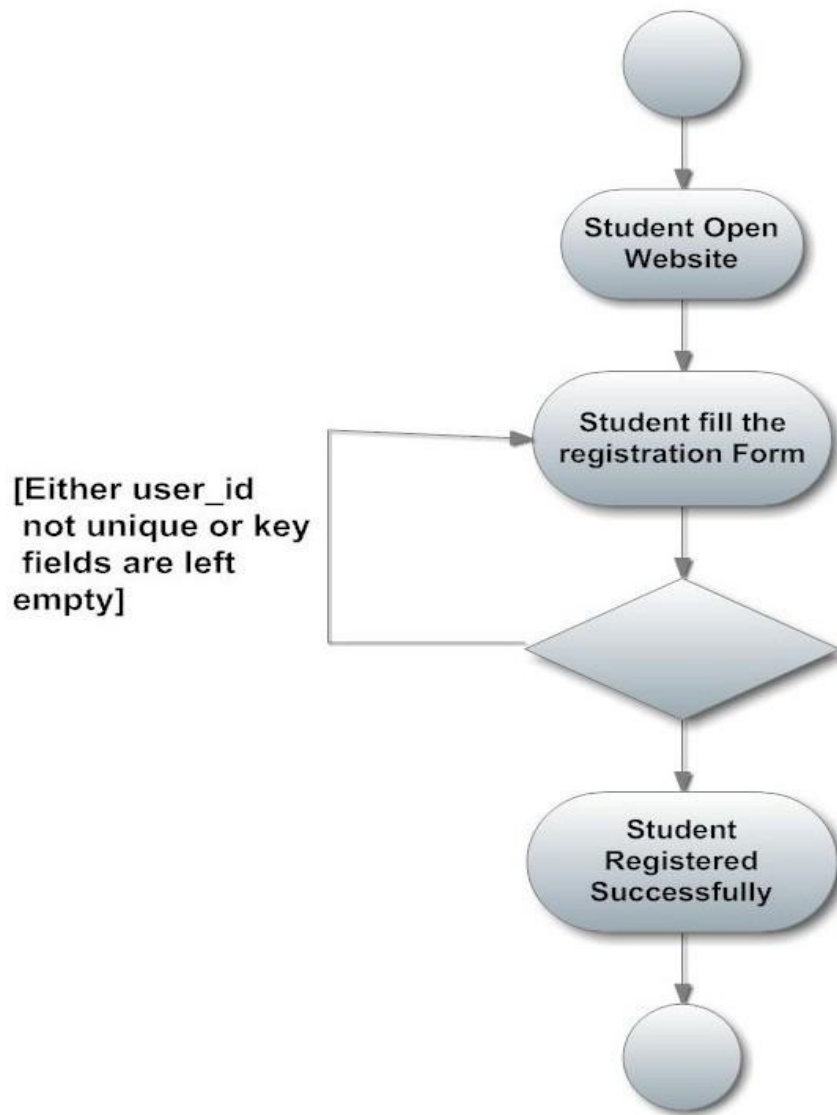 Student Open
Website
Student fill the
registration Form
[Either user_id
not unique or key
fields are left
empty]
Student
Registered
Successfully